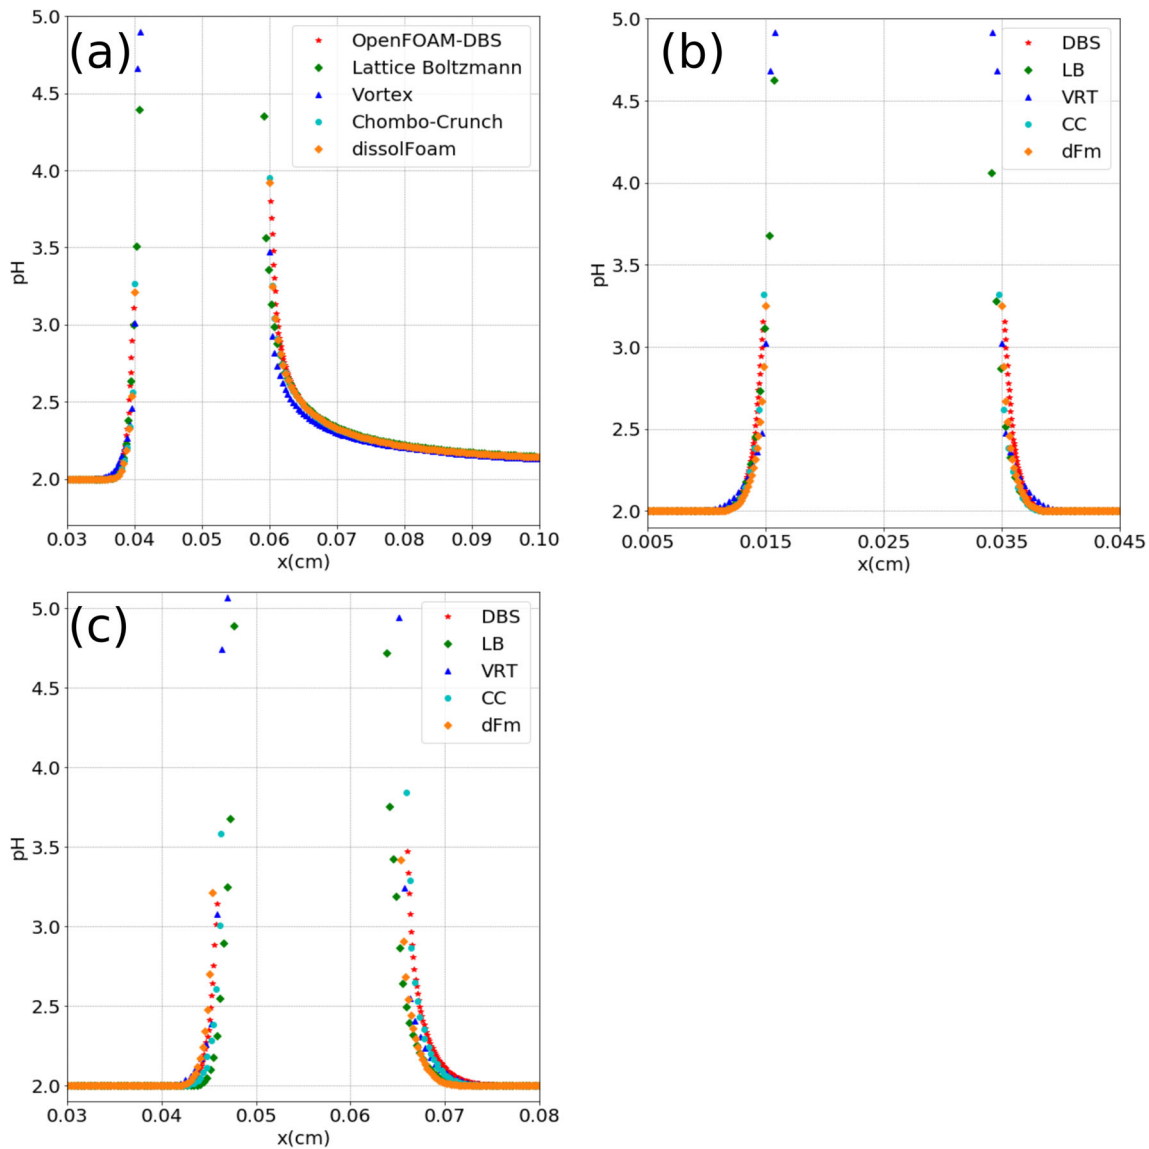 (a)
5.0
4.5
4.0
3.5
3.0
2.5
2.0
pH
0.03 0.04 0.05 0.06 0.07 0.08 0.09 0.10
x(cm)
OpenFOAM-DBS
Lattice Boltzmann
Vortex
Chombo-Crunch
dissolFoam
(b)
5.0
4.5
4.0
3.5
3.0
2.5
2.0
pH
0.005 0.015 0.025 0.035 0.045
x(cm)
DBS
LB
VRT
CC
dFm
(c)
5.0
4.5
4.0
3.5
3.0
2.5
2.0
pH
0.03 0.04 0.05 0.06 0.07 0.08
x(cm)
DBS
LB
VRT
CC
dFm